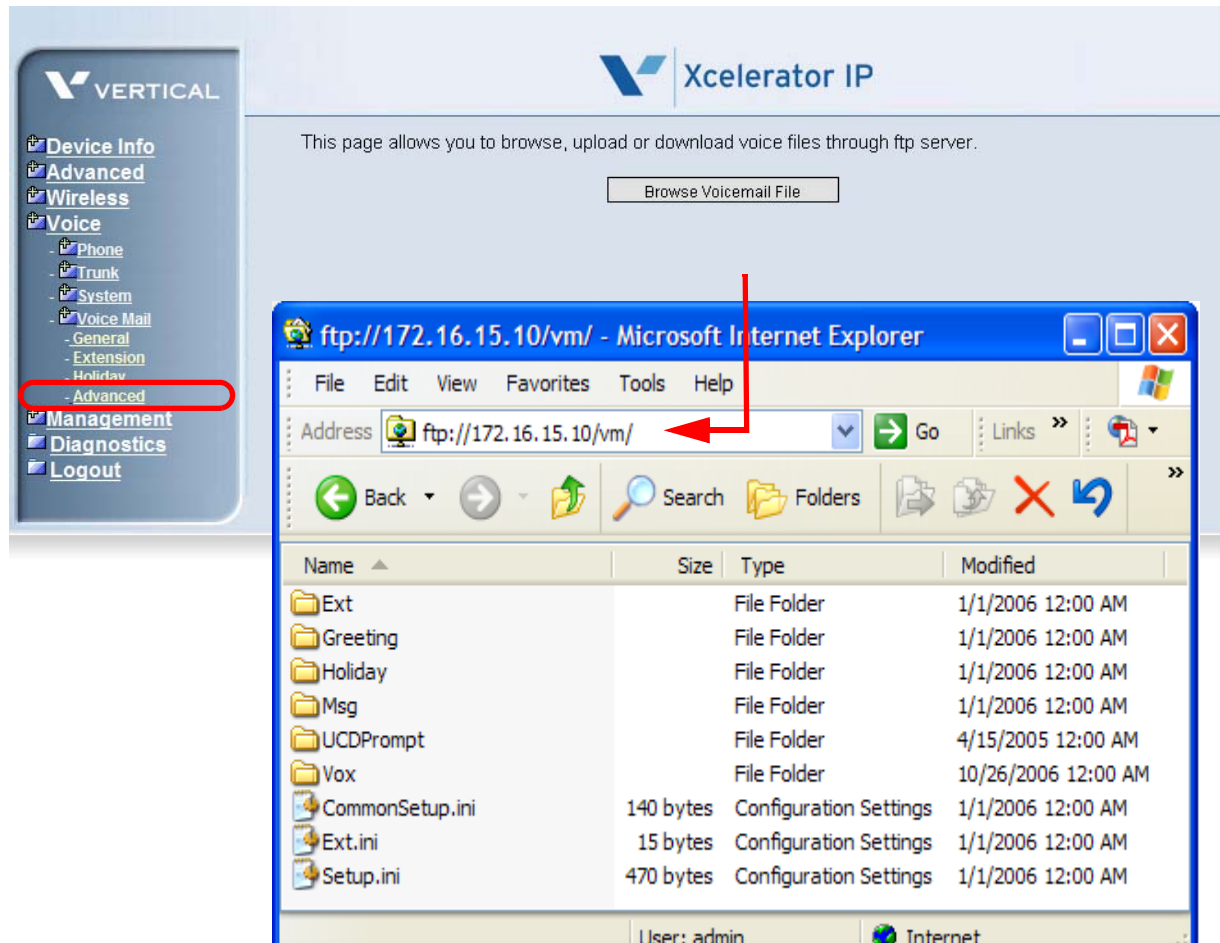 VERTICAL
Xcelerator IP
This page allows you to browse, upload or download voice files through ftp server.
Browse Voicemail File
Device Info
Advanced
Wireless
Voice
- Phone
- Trunk
- System
- Voice Mail
- General
- Extension
- Holiday
- Advanced
Management
Diagnostics
Logout
ftp://172.16.15.10/vm/ - Microsoft Internet Explorer
File Edit View Favorites Tools Help
Address ftp://172.16.15.10/vm/ Go Links »
Back Search Folders »
Name Size Type Modified
Ext File Folder 1/1/2006 12:00 AM
Greeting File Folder 1/1/2006 12:00 AM
Holiday File Folder 1/1/2006 12:00 AM
Msg File Folder 1/1/2006 12:00 AM
UCDPrompt File Folder 4/15/2005 12:00 AM
Vox File Folder 10/26/2006 12:00 AM
CommonSetup.ini 140 bytes Configuration Settings 1/1/2006 12:00 AM
Ext.ini 15 bytes Configuration Settings 1/1/2006 12:00 AM
Setup.ini 470 bytes Configuration Settings 1/1/2006 12:00 AM
User: admin Internet